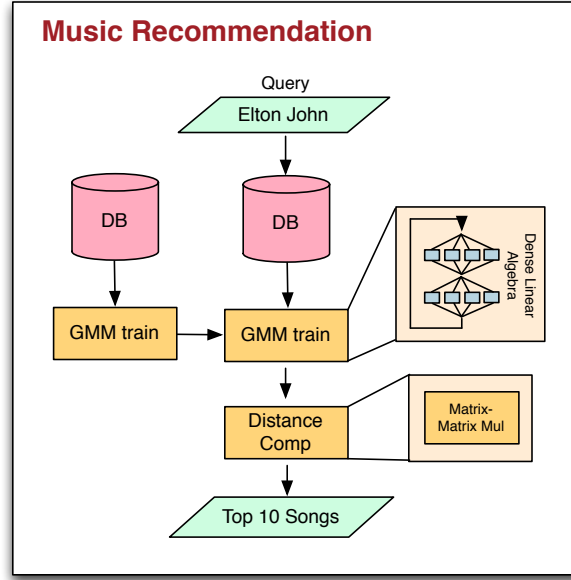 Music Recommendation
Query
Elton John
DB
DB
Dense Linear
Algebra
GMM train
GMM train
Distance
Comp
Matrix-
Matrix Mul
Top 10 Songs